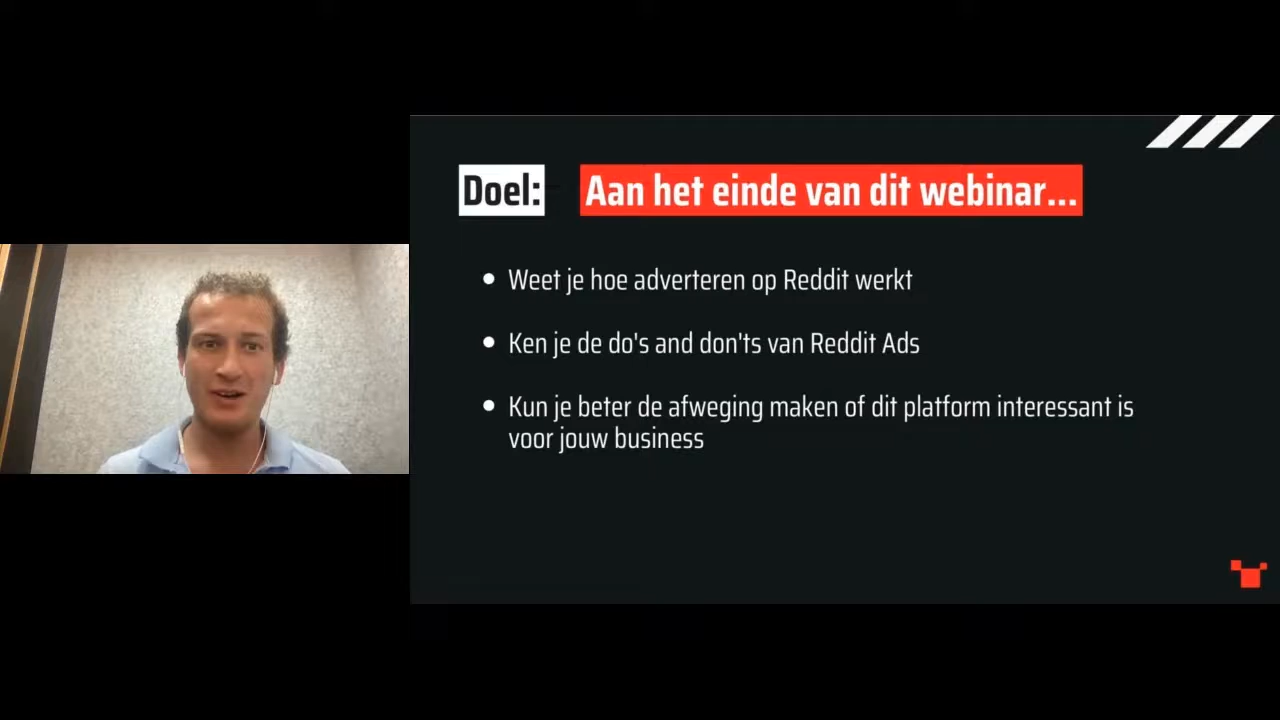 Doel: Aan het einde van dit webinar...
Weet je hoe adverteren op Reddit werkt
Ken je de do's and don'ts van Reddit Ads
Kun je beter de afweging maken of dit platform interessant is
voor jouw business